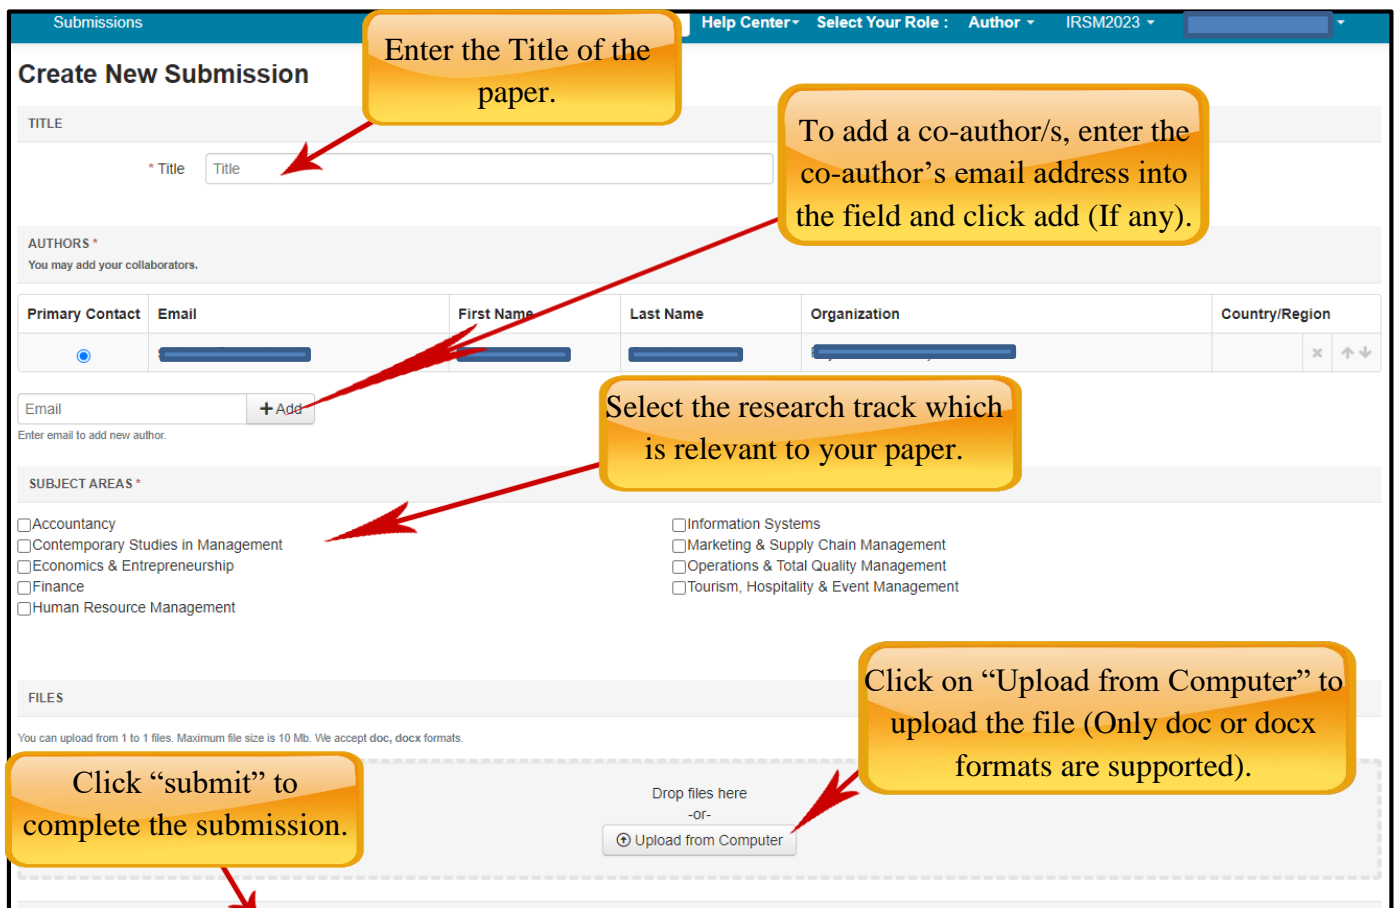 Submissions
Help Center
Select Your Role :
Author
IRSM2023
Enter the Title of the
paper.
Create New Submission
TITLE
* Title
Title
To add a co-author/s, enter the
co-author’s email address into
the field and click add (If any).
AUTHORS *
You may add your collaborators.
Primary Contact
Email
First Name
Last Name
Organization
Country/Region
Email
+ Add
Enter email to add new author.
Select the research track which
is relevant to your paper.
SUBJECT AREAS *
Accountancy
Contemporary Studies in Management
Economics & Entrepreneurship
Finance
Human Resource Management
Information Systems
Marketing & Supply Chain Management
Operations & Total Quality Management
Tourism, Hospitality & Event Management
FILES
You can upload from 1 to 1 files. Maximum file size is 10 Mb. We accept doc, docx formats.
Click on “Upload from Computer” to
upload the file (Only doc or docx
formats are supported).
Click “submit” to
complete the submission.
Drop files here
-or-
Upload from Computer